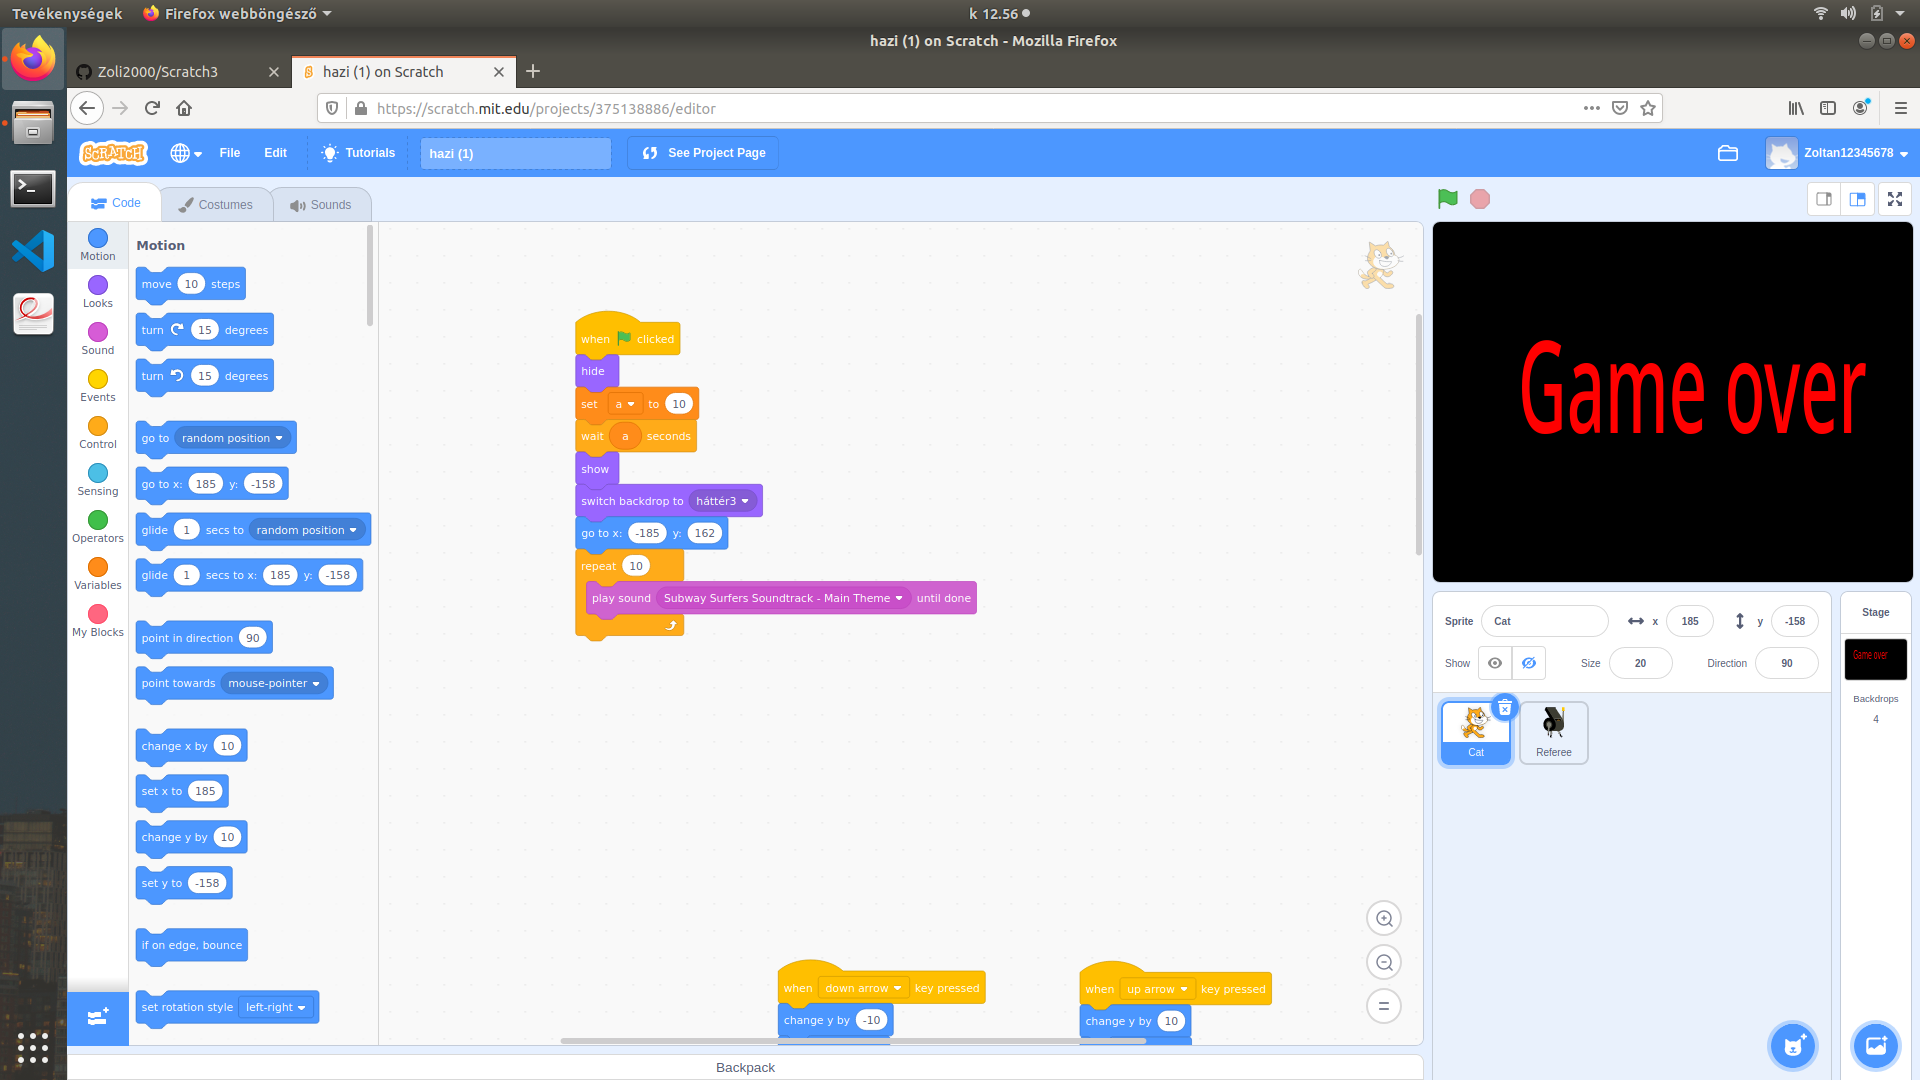 Tevékenységek
Firefox webböngésző
k 12.56
hazi (1) on Scratch - Mozilla Firefox
Zoli2000/Scratch3
hazi (1) on Scratch
https://scratch.mit.edu/projects/375138886/editor
SCRATCH
File
Edit
Tutorials
hazi (1)
See Project Page
Zoltan12345678
Code
Costumes
Sounds
Motion
Looks
Sound
Events
Control
Sensing
Operators
Variables
My Blocks
Motion
move 10 steps
turn 15 degrees
turn 15 degrees
go to random position
go to x: 185 y: -158
glide 1 secs to random position
glide 1 secs to x: 185 y: -158
point in direction 90
point towards mouse-pointer
change x by 10
set x to 185
change y by 10
set y to -158
if on edge, bounce
set rotation style left-right
when clicked
hide
set a to 10
wait a seconds
show
switch backdrop to háttér3
go to x: -185 y: 162
repeat 10
play sound Subway Surfers Soundtrack - Main Theme until done
when down arrow key pressed
change y by -10
when up arrow key pressed
change y by 10
Backpack
Game over
Sprite Cat x 185 y -158
Show Size 20 Direction 90
Cat
Referee
Stage
Game over
Backdrops
4